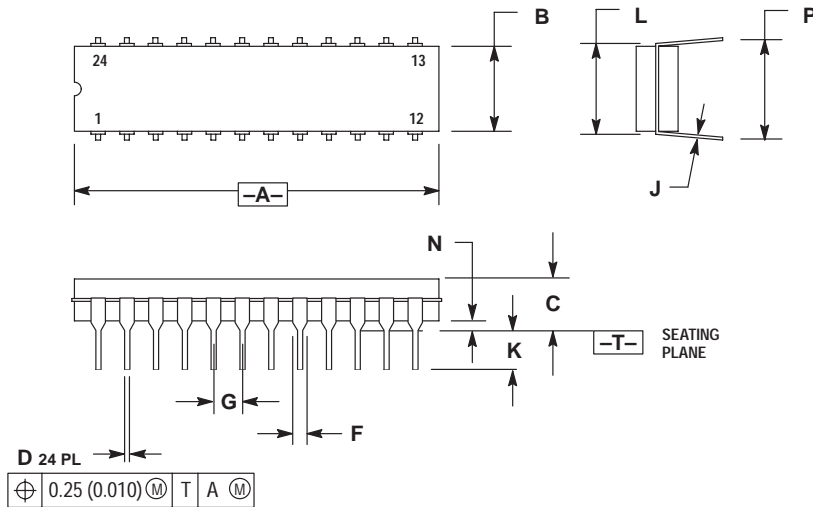 B
L
P
24
13
1
12
J
–A–
N
C
K
–T–
SEATING
PLANE
G
F
D 24 PL
⌖ 0.25 (0.010) Ⓜ T A Ⓜ